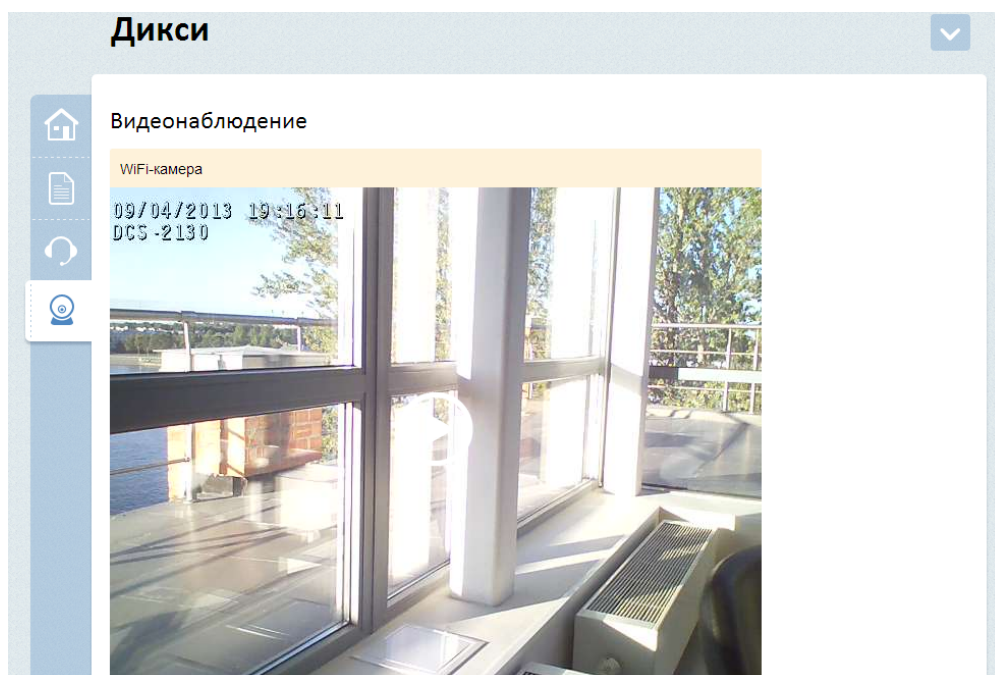 Дикси
Видеонаблюдение
WiFi-камера
09/04/2013 19:16:11
DCS-2130